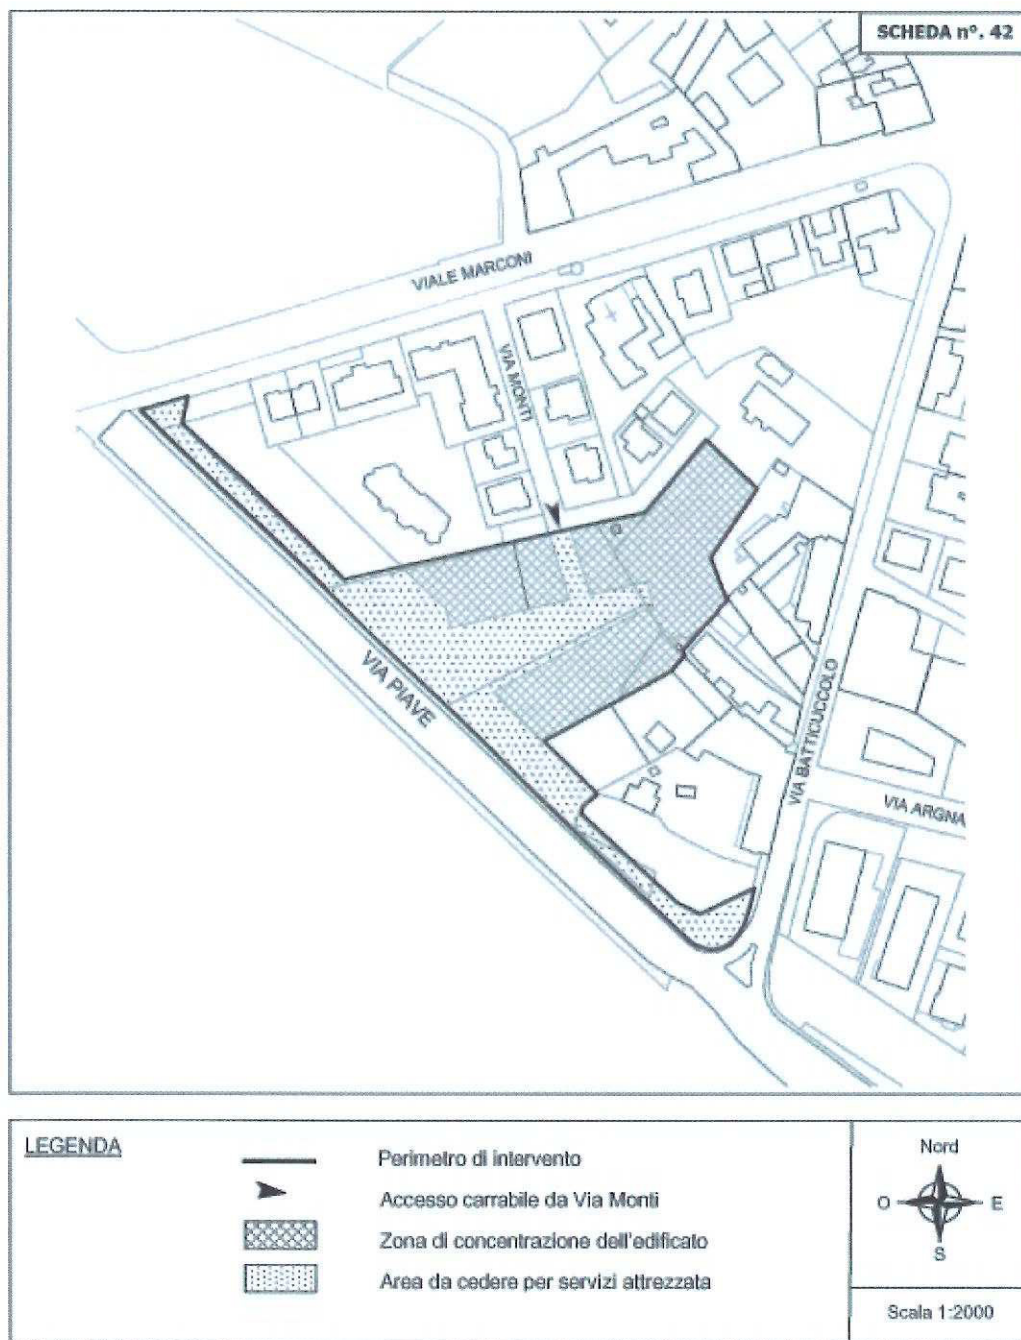 SCHEDA n°. 42
VIALE MARCONI
VIA MONTI
VIA PIAVE
VIA BATTICUCCOLO
VIA ARGNA
LEGENDA
Perimetro di intervento
Accesso carrabile da Via Monti
Zona di concentrazione dell'edificato
Area da cedere per servizi attrezzata
Nord
O
E
S
Scala 1:2000